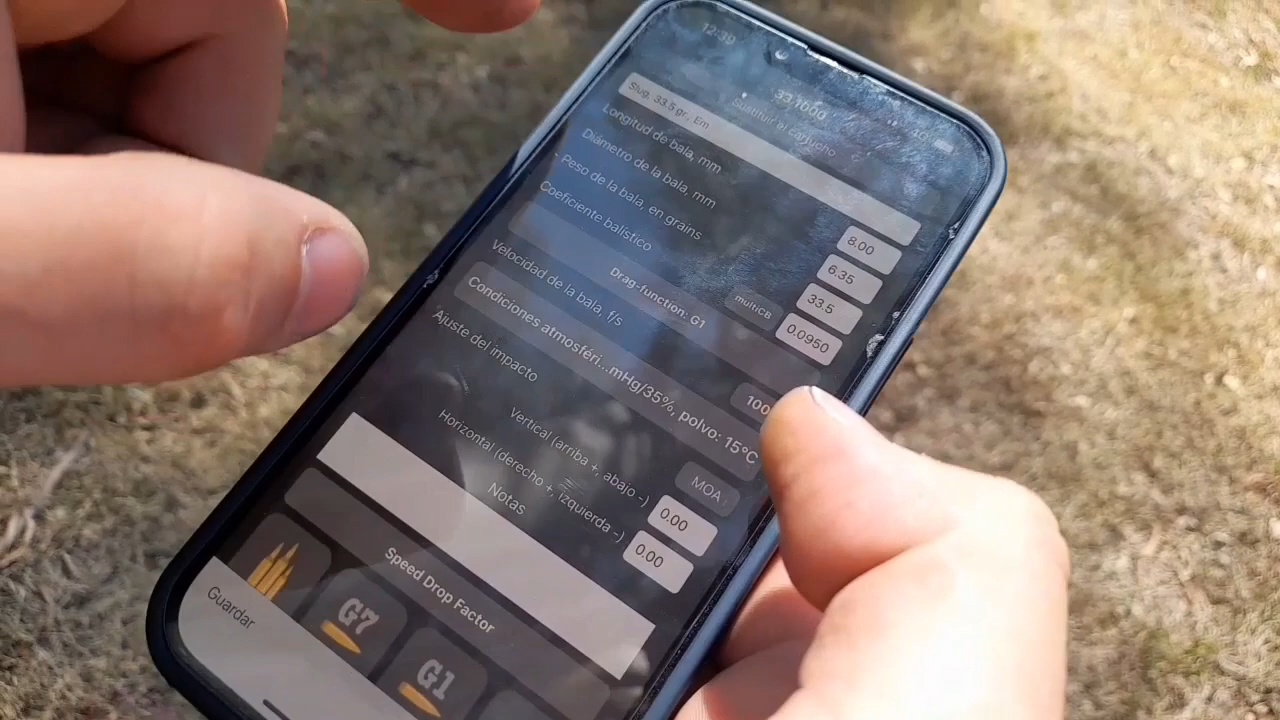 12:39
33,1000
Sustituir el cartucho
Slug, 33.5 gr., Em
Longitud de bala, mm 8.00
Diámetro de la bala, mm 6.35
Peso de la bala, en grains 33.5
Coeficiente balístico multiCB 0.0950
Drag-function: G1
Velocidad de la bala, f/s 100
Condiciones atmosféri...mHg/35%, polvo: 15°C
Ajuste del impacto MOA
Vertical (arriba +, abajo -) 0.00
Horizontal (derecho +, izquierda -) 0.00
Notas
Speed Drop Factor
G7
G1
Guardar